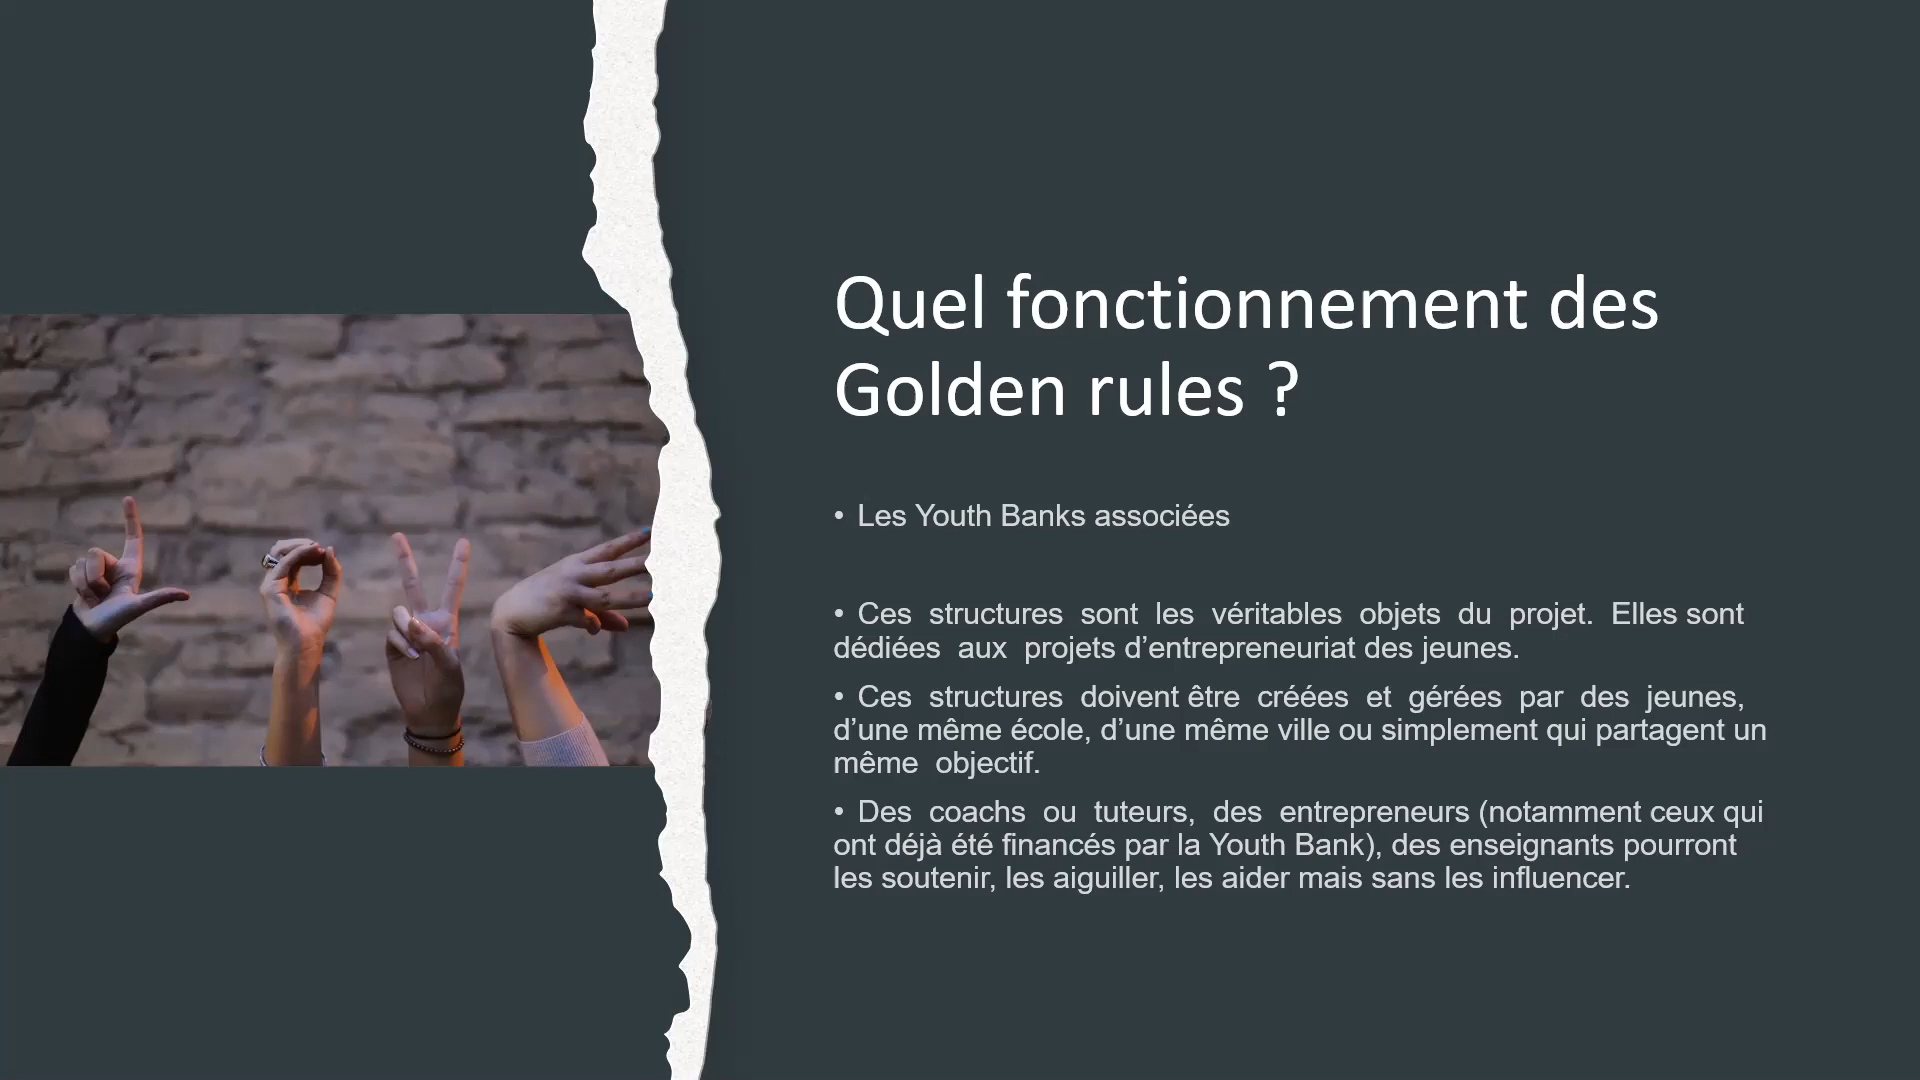 Quel fonctionnement des
Golden rules ?
• Les Youth Banks associées
• Ces structures sont les véritables objets du projet. Elles sont
dédiées aux projets d’entrepreneuriat des jeunes.
• Ces structures doivent être créées et gérées par des jeunes,
d’une même école, d’une même ville ou simplement qui partagent un
même objectif.
• Des coachs ou tuteurs, des entrepreneurs (notamment ceux qui
ont déjà été financés par la Youth Bank), des enseignants pourront
les soutenir, les aiguiller, les aider mais sans les influencer.